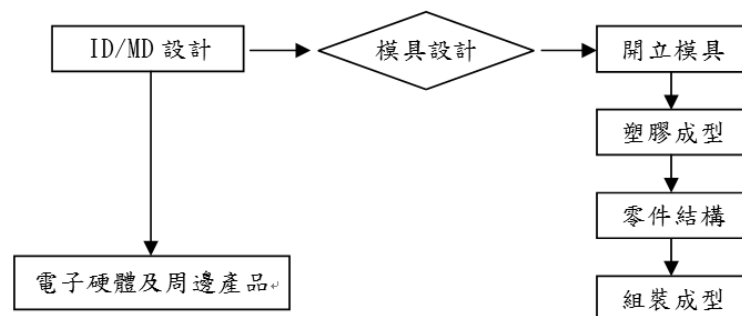 ID/MD 設計
模具設計
開立模具
塑膠成型
零件結構
電子硬體及周邊產品
組裝成型